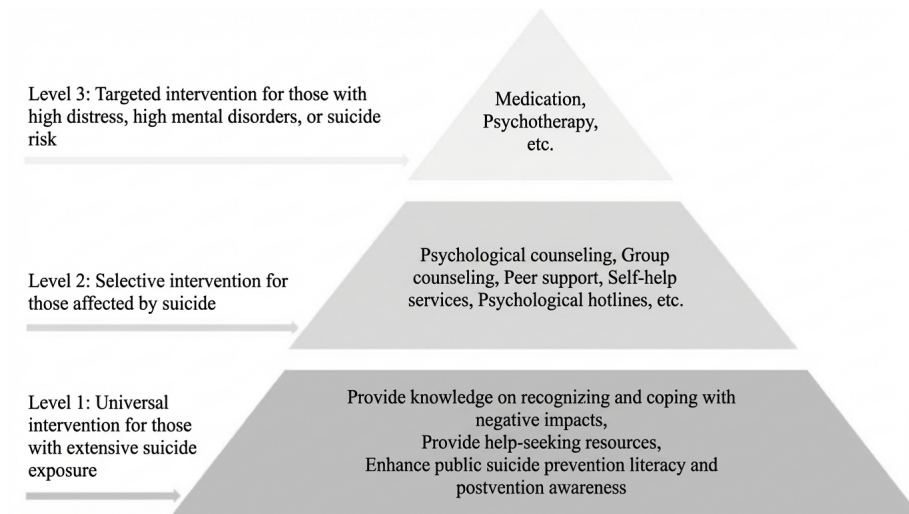 Level 3: Targeted intervention for those with
high distress, high mental disorders, or suicide
risk
Medication,
Psychotherapy,
etc.
Level 2: Selective intervention for
those affected by suicide
Psychological counseling, Group
counseling, Peer support, Self-help
services, Psychological hotlines, etc.
Level 1: Universal
intervention for those
with extensive suicide
exposure
Provide knowledge on recognizing and coping with
negative impacts,
Provide help-seeking resources,
Enhance public suicide prevention literacy and
postvention awareness